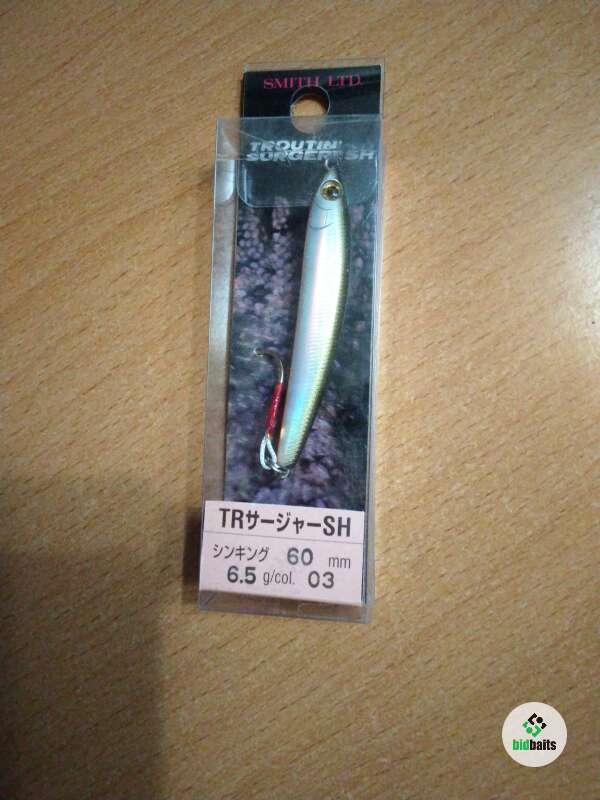 SMITH LTD.
TROUTIN'
SURGER SH
TRサージャーSH
シンキング 60 mm
6.5 g/col. 03
bidbaits